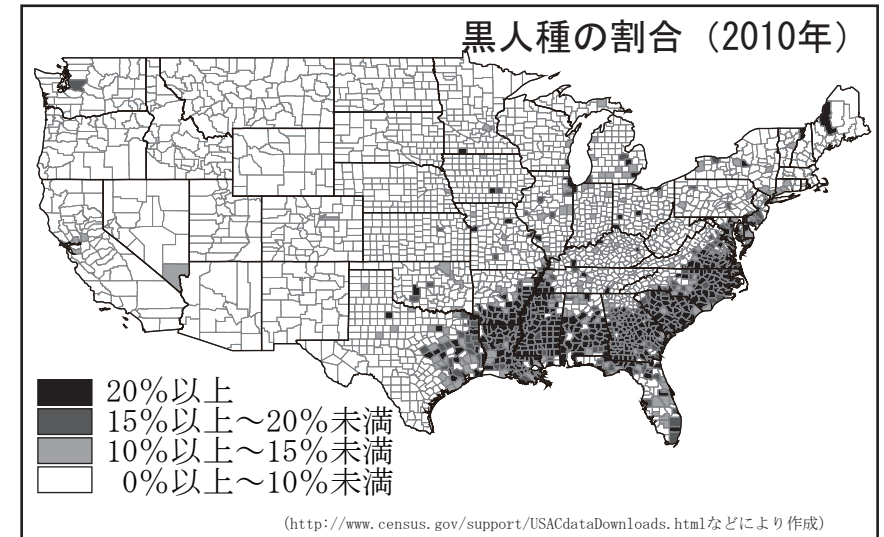 黒人種の割合（2010年）
20%以上
15%以上～20%未満
10%以上～15%未満
0%以上～10%未満
(http://www.census.gov/support/USACdataDownloads.htmlなどにより作成)